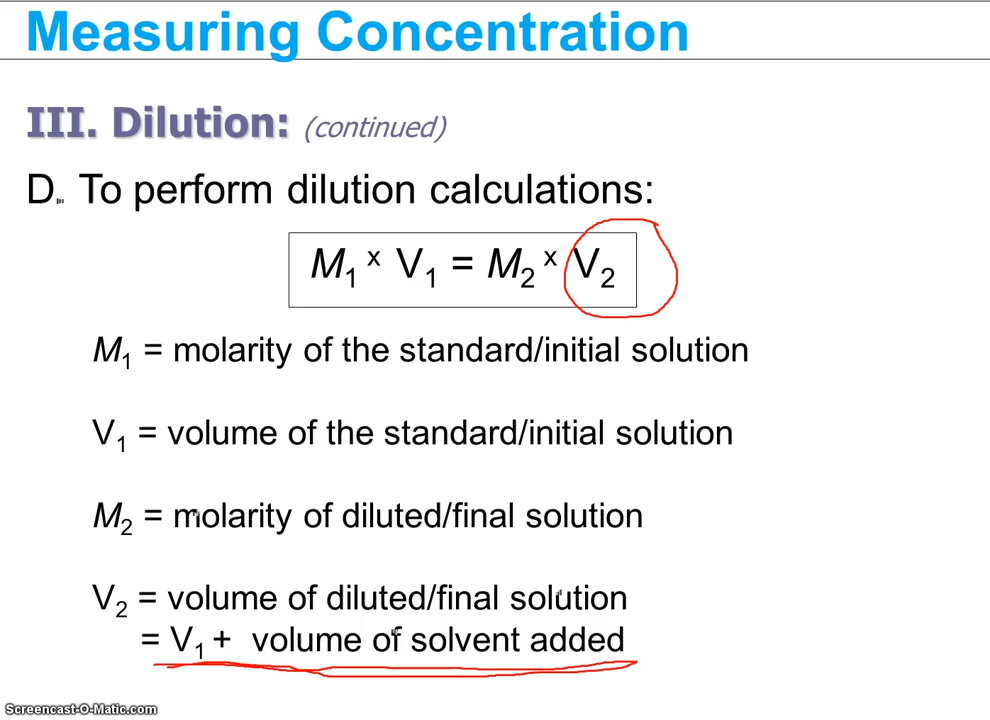 Measuring Concentration
III. Dilution: (continued)
D. To perform dilution calculations:
M₁ x V₁ = M₂ x V₂
M₁ = molarity of the standard/initial solution
V₁ = volume of the standard/initial solution
M₂ = molarity of diluted/final solution
V₂ = volume of diluted/final solution
= V₁ + volume of solvent added
Screencast-O-Matic.com